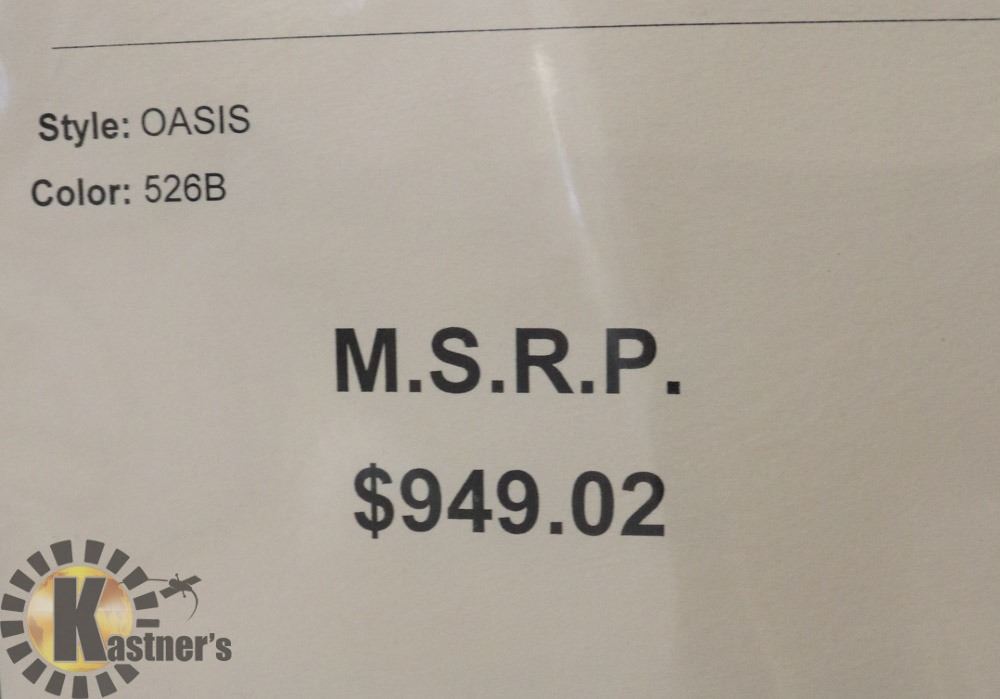 Style: OASIS
Color: 526B
M.S.R.P.
$949.02
Kastner's